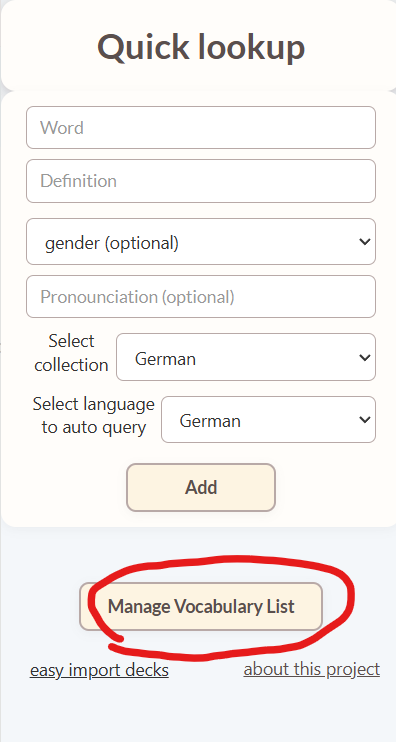 Quick lookup
Word
Definition
gender (optional)
Pronounciation (optional)
Select
collection
German
Select language
to auto query
German
Add
Manage Vocabulary List
easy import decks
about this project